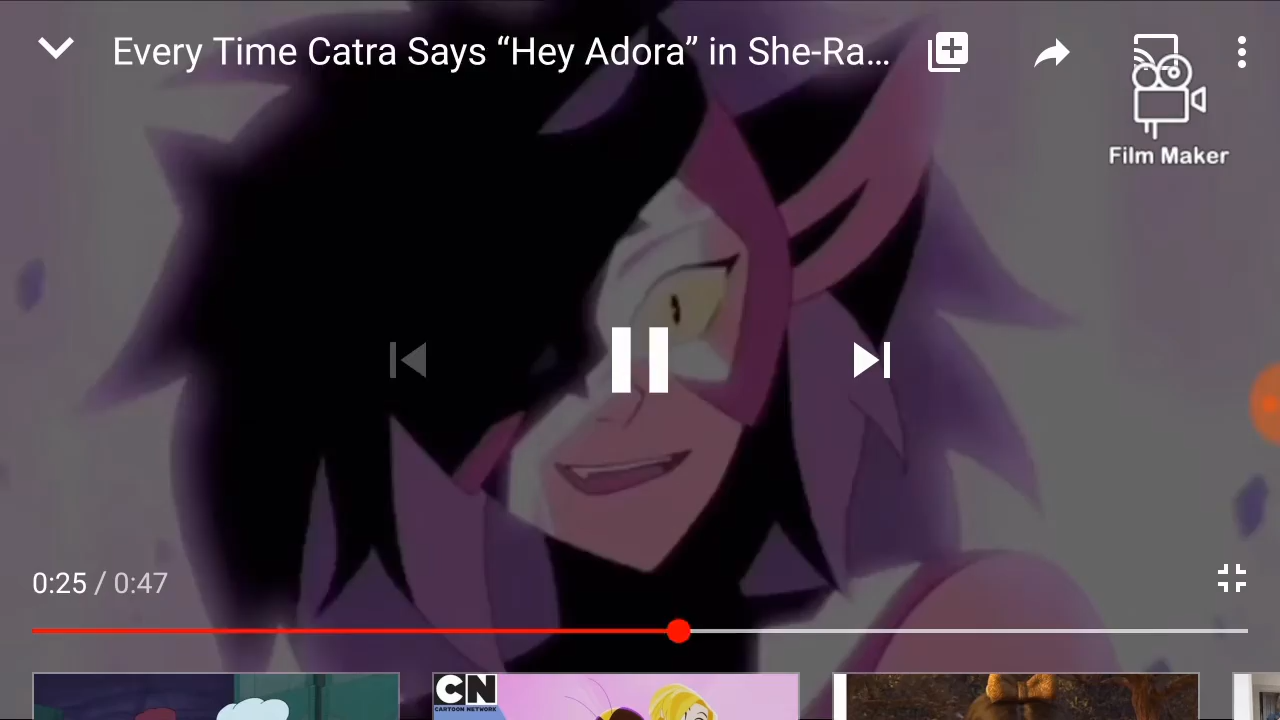 Every Time Catra Says “Hey Adora” in She-Ra...
Film Maker
0:25 / 0:47
CN
CARTOON NETWORK